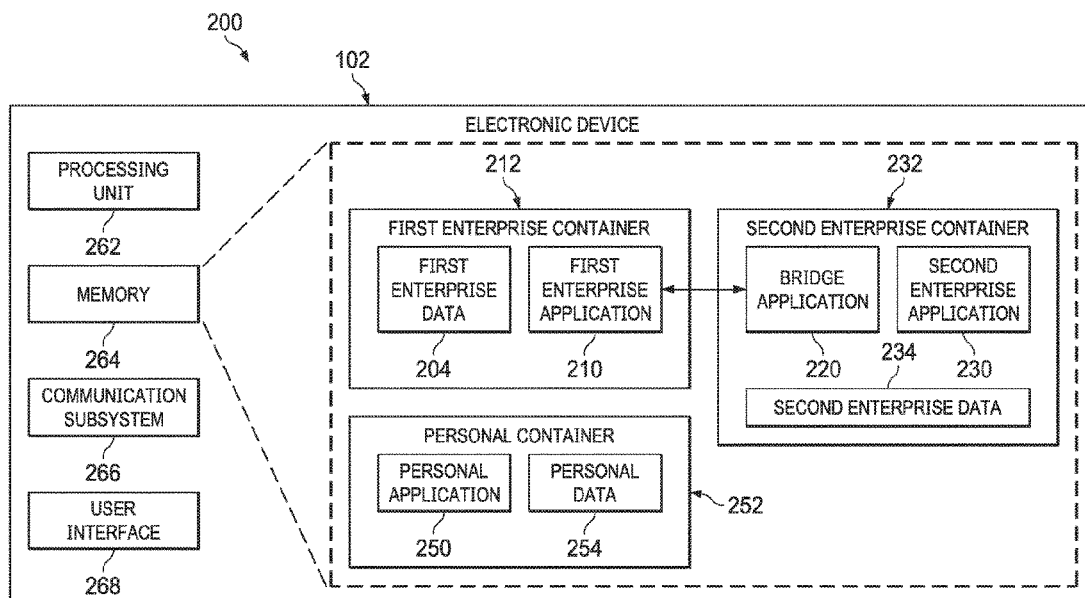 200
102
ELECTRONIC DEVICE
PROCESSING
UNIT
262
MEMORY
264
COMMUNICATION
SUBSYSTEM
266
USER
INTERFACE
268
212
FIRST ENTERPRISE CONTAINER
FIRST
ENTERPRISE
DATA
204
FIRST
ENTERPRISE
APPLICATION
210
232
SECOND ENTERPRISE CONTAINER
BRIDGE
APPLICATION
220
SECOND
ENTERPRISE
APPLICATION
230
234
SECOND ENTERPRISE DATA
PERSONAL CONTAINER
PERSONAL
APPLICATION
250
PERSONAL
DATA
254
252